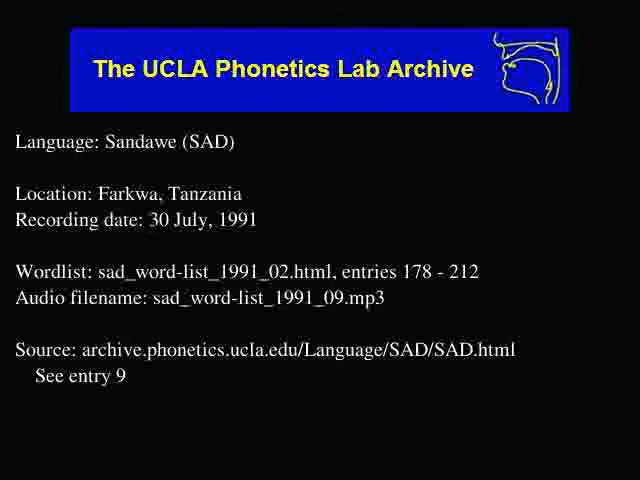 The UCLA Phonetics Lab Archive
Language: Sandawe (SAD)
Location: Farkwa, Tanzania
Recording date: 30 July, 1991
Wordlist: sad_word-list_1991_02.html, entries 178 - 212
Audio filename: sad_word-list_1991_09.mp3
Source: archive.phonetics.ucla.edu/Language/SAD/SAD.html
See entry 9